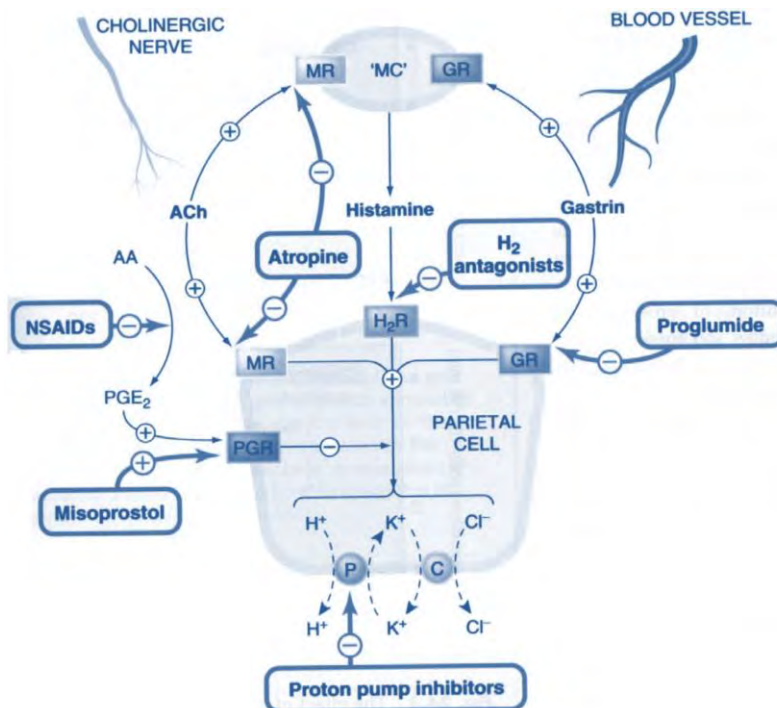 CHOLINERGIC
NERVE
BLOOD VESSEL
MR
'MC'
GR
+
+
−
ACh
Histamine
Gastrin
Atropine
H₂
antagonists
AA
+
−
−
+
NSAIDs
−
H₂R
Proglumide
−
MR
+
GR
PGE₂
PARIETAL
CELL
+
PGR
−
+
Misoprostol
H⁺
K⁺
Cl⁻
P
C
H⁺
K⁺
Cl⁻
−
Proton pump inhibitors